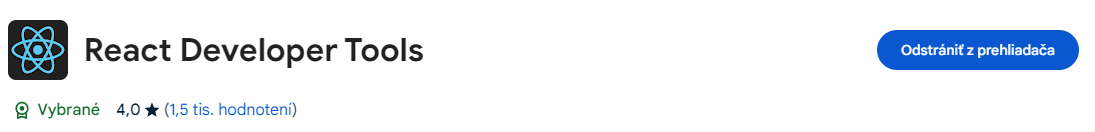 React Developer Tools
Odstrániť z prehliadača
Vybrané 4,0 ★ (1,5 tis. hodnotení)